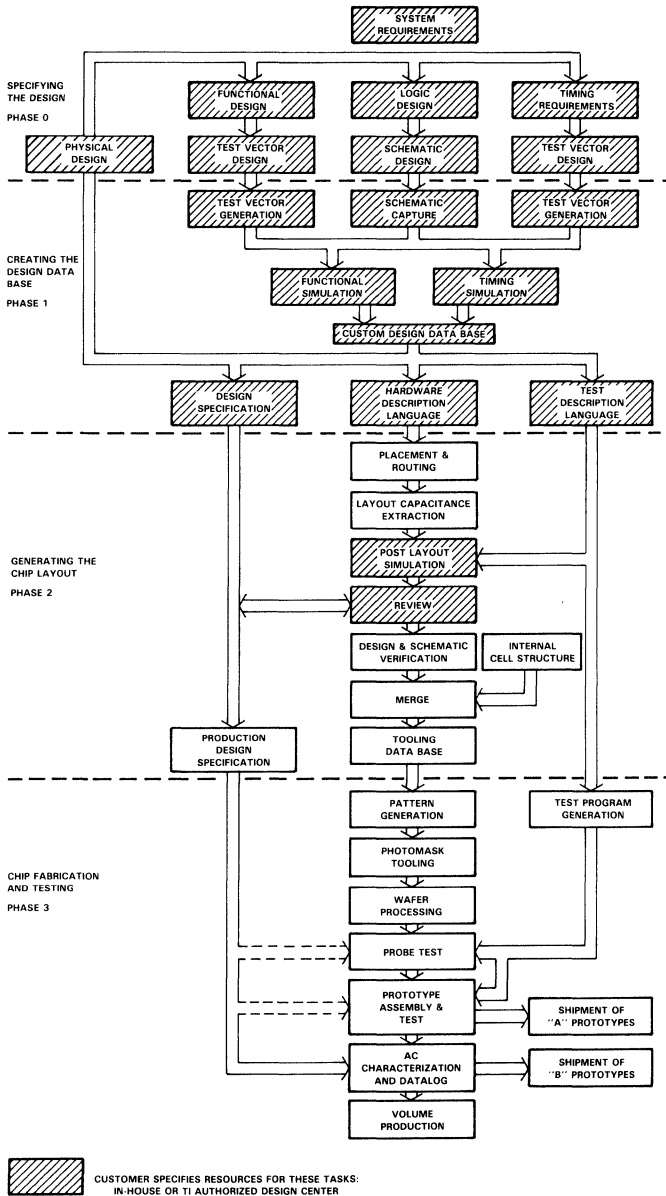 SYSTEM
REQUIREMENTS
SPECIFYING
THE DESIGN
PHASE 0
FUNCTIONAL
DESIGN
LOGIC
DESIGN
TIMING
REQUIREMENTS
PHYSICAL
DESIGN
TEST VECTOR
DESIGN
SCHEMATIC
DESIGN
TEST VECTOR
DESIGN
TEST VECTOR
GENERATION
SCHEMATIC
CAPTURE
TEST VECTOR
GENERATION
CREATING THE
DESIGN DATA
BASE
PHASE 1
FUNCTIONAL
SIMULATION
TIMING
SIMULATION
CUSTOM DESIGN DATA BASE
DESIGN
SPECIFICATION
HARDWARE
DESCRIPTION
LANGUAGE
TEST
DESCRIPTION
LANGUAGE
PLACEMENT &
ROUTING
LAYOUT CAPACITANCE
EXTRACTION
GENERATING THE
CHIP LAYOUT
PHASE 2
POST LAYOUT
SIMULATION
REVIEW
DESIGN & SCHEMATIC
VERIFICATION
INTERNAL
CELL STRUCTURE
MERGE
PRODUCTION
DESIGN
SPECIFICATION
TOOLING
DATA BASE
PATTERN
GENERATION
TEST PROGRAM
GENERATION
PHOTOMASK
TOOLING
CHIP FABRICATION
AND TESTING
PHASE 3
WAFER
PROCESSING
PROBE TEST
PROTOTYPE
ASSEMBLY &
TEST
SHIPMENT OF
"A" PROTOTYPES
AC
CHARACTERIZATION
AND DATALOG
SHIPMENT OF
"B" PROTOTYPES
VOLUME
PRODUCTION
CUSTOMER SPECIFIES RESOURCES FOR THESE TASKS:
IN-HOUSE OR TI AUTHORIZED DESIGN CENTER